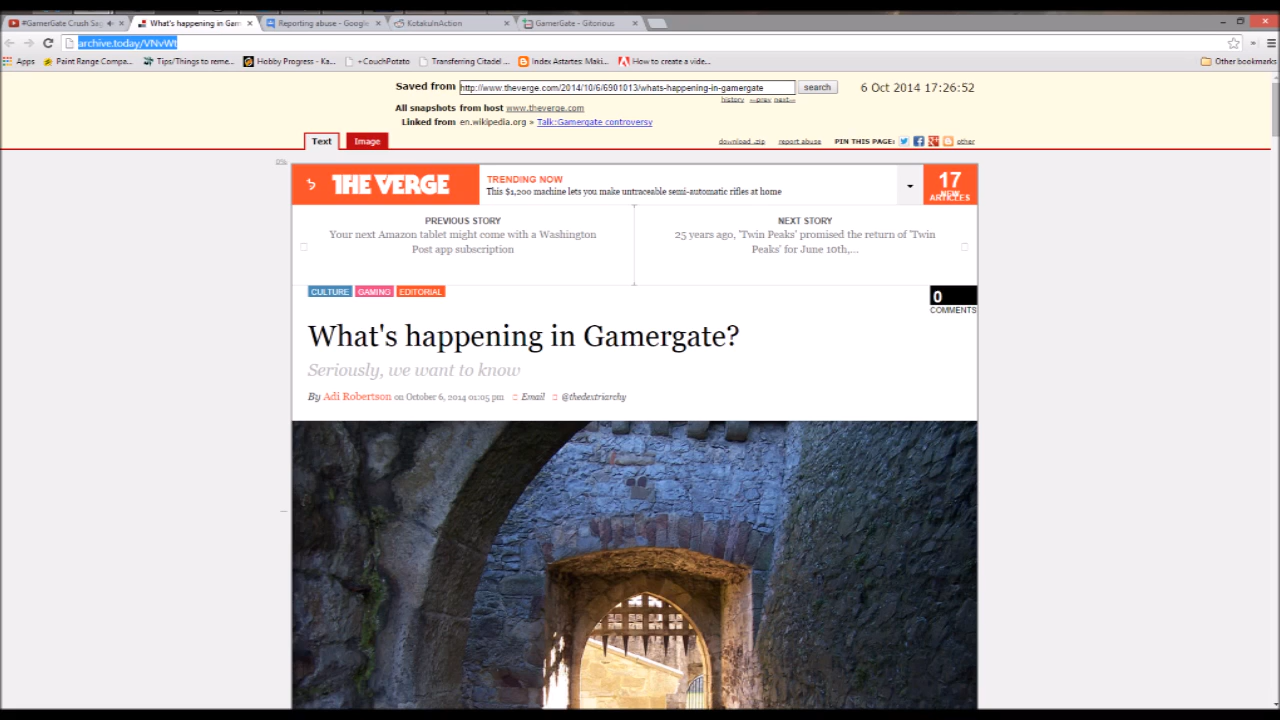 #GamerGate Crush Sag
What's happening in Gam
Reporting abuse - Google
KotakuInAction
GamerGate - Gitorious
archive.today/VNvWt
Apps
Paint Range Compa...
Tips/Things to reme...
Hobby Progress - Ka...
+CouchPotato
Transferring Citadel ...
Index Astartes: Maki...
How to create a vide...
Other bookmarks
Saved from http://www.theverge.com/2014/10/6/6901013/whats-happening-in-gamergate search 6 Oct 2014 17:26:52
history ←prev next→
All snapshots from host www.theverge.com
Linked from en.wikipedia.org » Talk:Gamergate controversy
Text Image download .zip report abuse PIN THIS PAGE: other
0%
THE VERGE
TRENDING NOW
This $1,200 machine lets you make untraceable semi-automatic rifles at home
17
NEW
ARTICLES
PREVIOUS STORY
Your next Amazon tablet might come with a Washington
Post app subscription
NEXT STORY
25 years ago, 'Twin Peaks' promised the return of 'Twin
Peaks' for June 10th,...
CULTURE GAMING EDITORIAL
0
COMMENTS
What's happening in Gamergate?
Seriously, we want to know
By Adi Robertson on October 6, 2014 01:05 pm Email @thedextriarchy